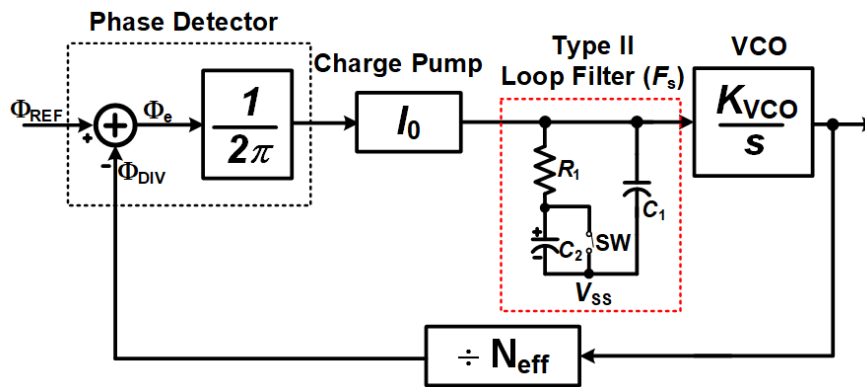 Phase Detector
Charge Pump
Type II
Loop Filter (Fs)
VCO
ΦREF
+
Φe
-
ΦDIV
1
2π
I0
R1
+
-
C2
SW
C1
VSS
KVCO
s
÷ Neff